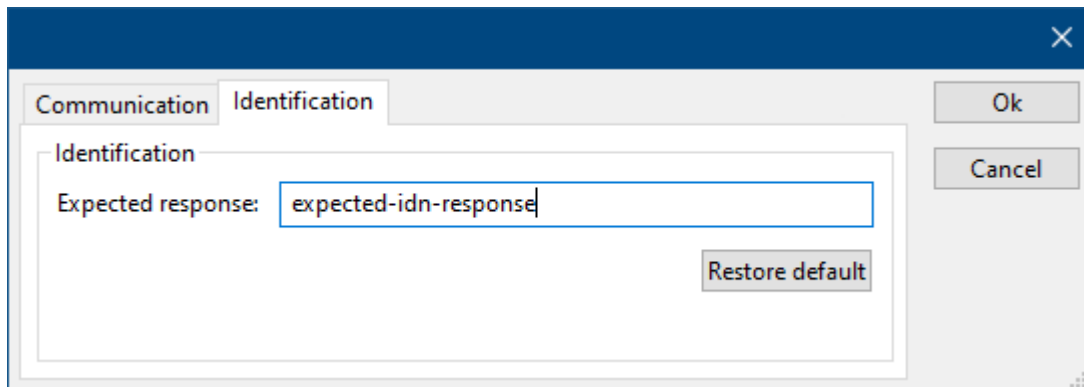 Communication
Identification
Ok
Identification
Cancel
Expected response: expected-idn-response
Restore default